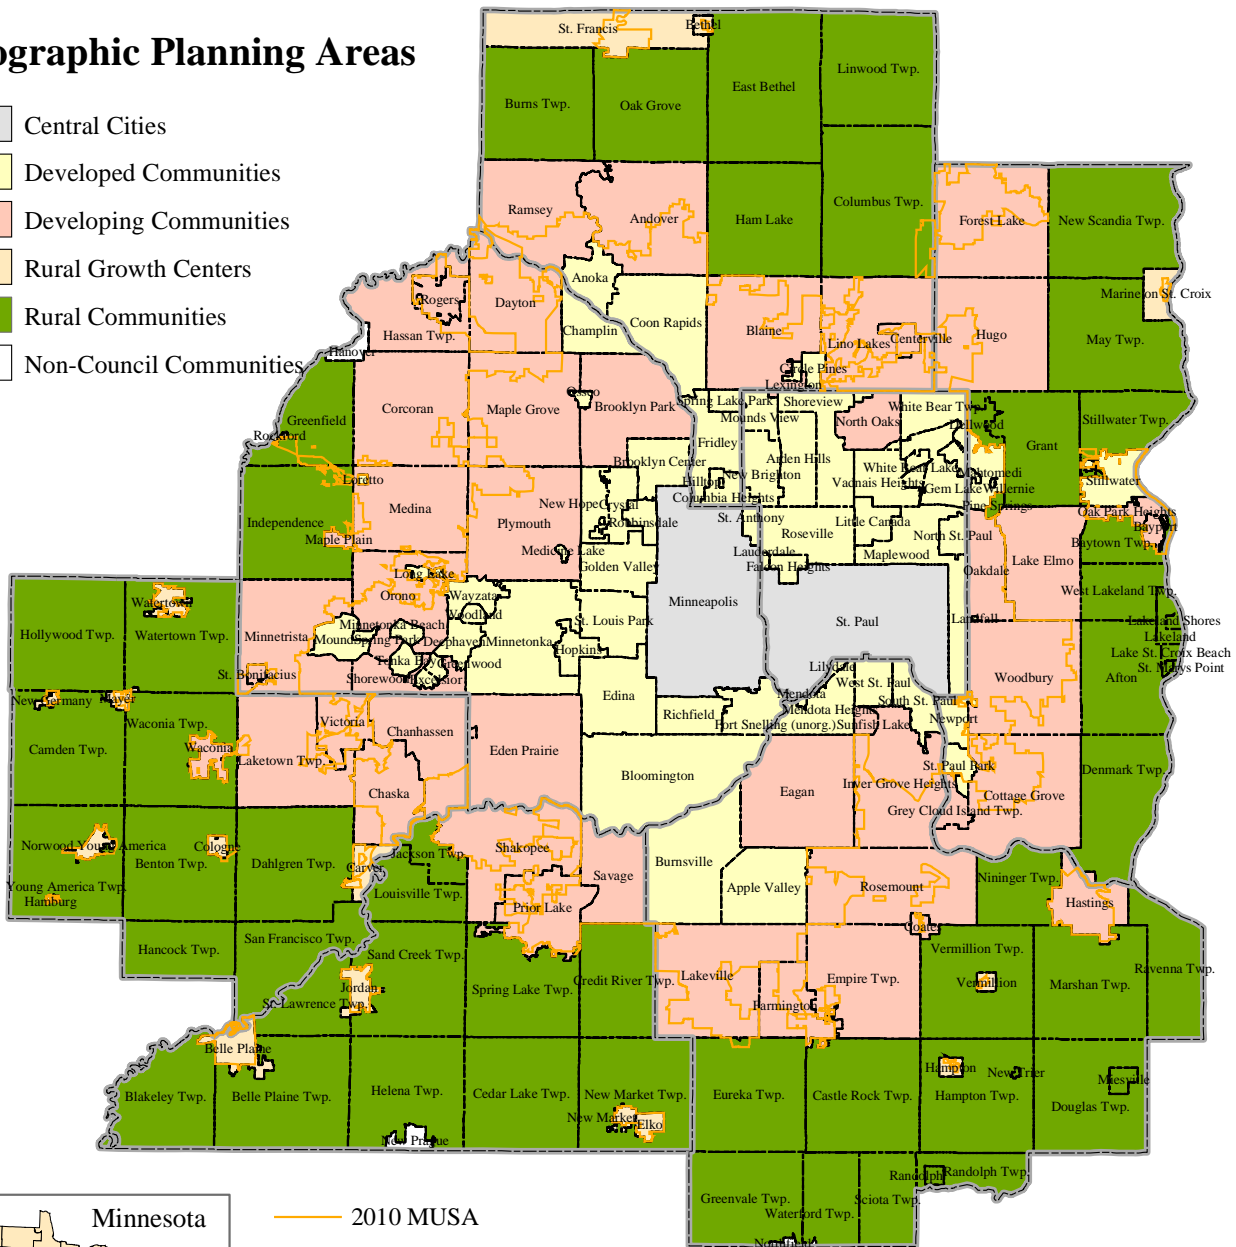 ographic Planning Areas
Central Cities
Developed Communities
Developing Communities
Rural Growth Centers
Rural Communities
Non-Council Communities
St. Francis
Bethel
Linwood Twp.
East Bethel
Burns Twp.
Oak Grove
Columbus Twp.
Ramsey
Andover
Ham Lake
Forest Lake
New Scandia Twp.
Anoka
Marine on St. Croix
Rogers
Dayton
Coon Rapids
Champlin
Blaine
Hassan Twp.
Lino Lakes
Centerville
Hugo
May Twp.
Hanover
Circle Pines
Lexington
Osseo
Spring Lake Park
Shoreview
White Bear Twp.
Corcoran
Maple Grove
Brooklyn Park
Mounds View
North Oaks
Dellwood
Greenfield
Stillwater Twp.
Rockford
Fridley
Grant
Brooklyn Center
Arden Hills
White Bear Lake
Mahtomedi
Loretto
Hilltop
New Brighton
Vadnais Heights
Gem Lake
Willernie
Stillwater
Columbia Heights
Medina
New Hope
Crystal
Pine Springs
Oak Park Heights
Independence
Plymouth
Robbinsdale
St. Anthony
Little Canada
Bayport
Roseville
North St. Paul
Maple Plain
Medicine Lake
Lauderdale
Maplewood
Baytown Twp.
Golden Valley
Falcon Heights
Oakdale
Lake Elmo
Long Lake
Orono
Wayzata
West Lakeland Twp.
Watertown
Minneapolis
Woodland
St. Louis Park
St. Paul
Landfall
Lakeland Shores
Hollywood Twp.
Watertown Twp.
Minnetrista
Minnetonka Beach
Mound
Spring Park
Deephaven
Minnetonka
Hopkins
Lakeland
Lake St. Croix Beach
Tonka Bay
Greenwood
Lilydale
St. Marys Point
St. Bonifacius
Shorewood
Excelsior
West St. Paul
Woodbury
Afton
New Germany
Mayer
Edina
Mendota
South St. Paul
Waconia Twp.
Victoria
Richfield
Mendota Heights
Newport
Chanhassen
Fort Snelling (unorg.)
Sunfish Lake
Camden Twp.
Waconia
Eden Prairie
Laketown Twp.
St. Paul Park
Denmark Twp.
Bloomington
Inver Grove Heights
Chaska
Eagan
Cottage Grove
Grey Cloud Island Twp.
Norwood Young America
Cologne
Shakopee
Jackson Twp.
Benton Twp.
Dahlgren Twp.
Carver
Burnsville
Savage
Nininger Twp.
Young America Twp.
Louisville Twp.
Apple Valley
Rosemount
Hamburg
Prior Lake
Hastings
Coates
San Francisco Twp.
Hancock Twp.
Sand Creek Twp.
Vermillion Twp.
Ravenna Twp.
Lakeville
Credit River Twp.
Empire Twp.
Vermillion
Marshan Twp.
Jordan
Spring Lake Twp.
St. Lawrence Twp.
Farmington
Belle Plaine
Hampton
New Trier
Miesville
Blakeley Twp.
Belle Plaine Twp.
Helena Twp.
Cedar Lake Twp.
New Market Twp.
Eureka Twp.
Castle Rock Twp.
Hampton Twp.
Douglas Twp.
New Market
Elko
New Prague
Randolph
Randolph Twp.
Greenvale Twp.
Sciota Twp.
Waterford Twp.
Northfield
Minnesota
2010 MUSA